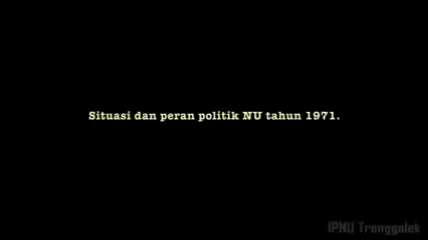 Situasi dan peran politik NU tahun 1971.
IPNU Trenggalek